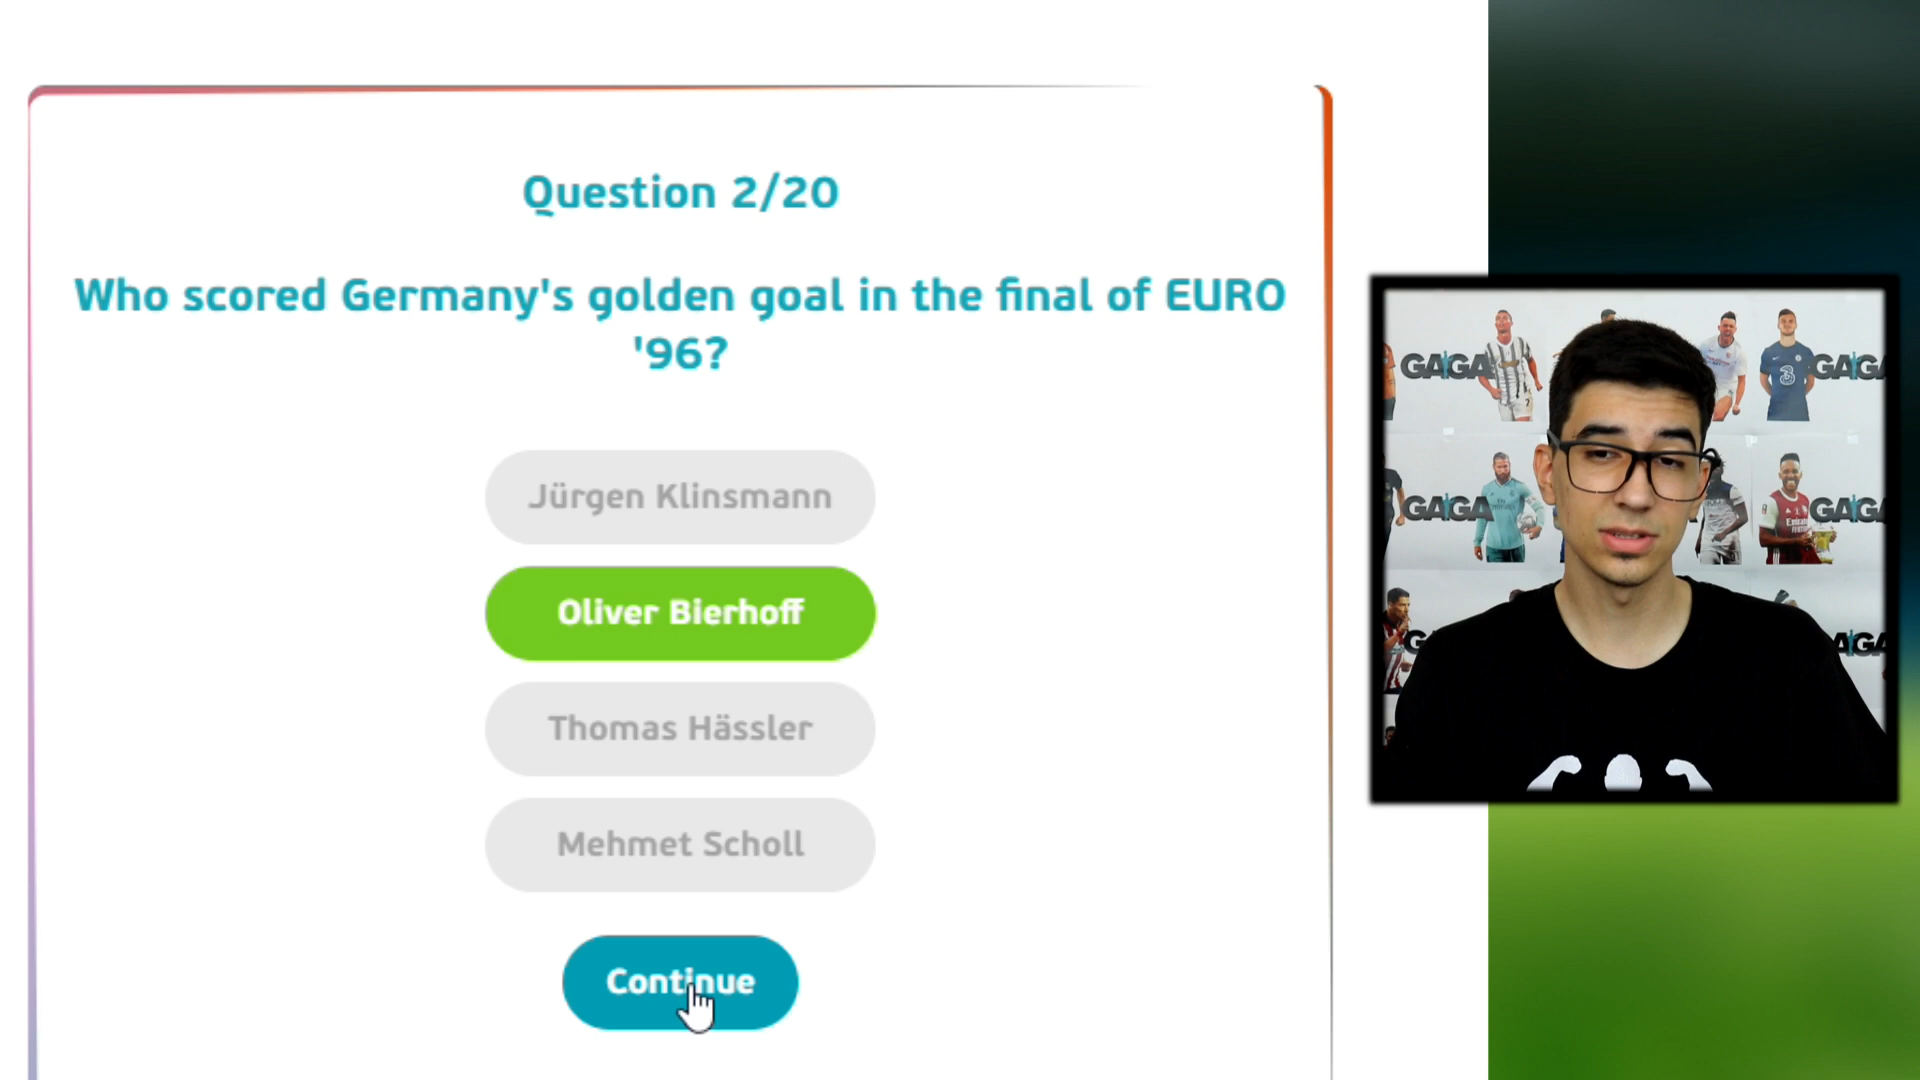 Question 2/20
Who scored Germany's golden goal in the final of EURO
'96?
Jürgen Klinsmann
Oliver Bierhoff
Thomas Hässler
Mehmet Scholl
Continue
GAGA
GAGA
GAGA
GAGA